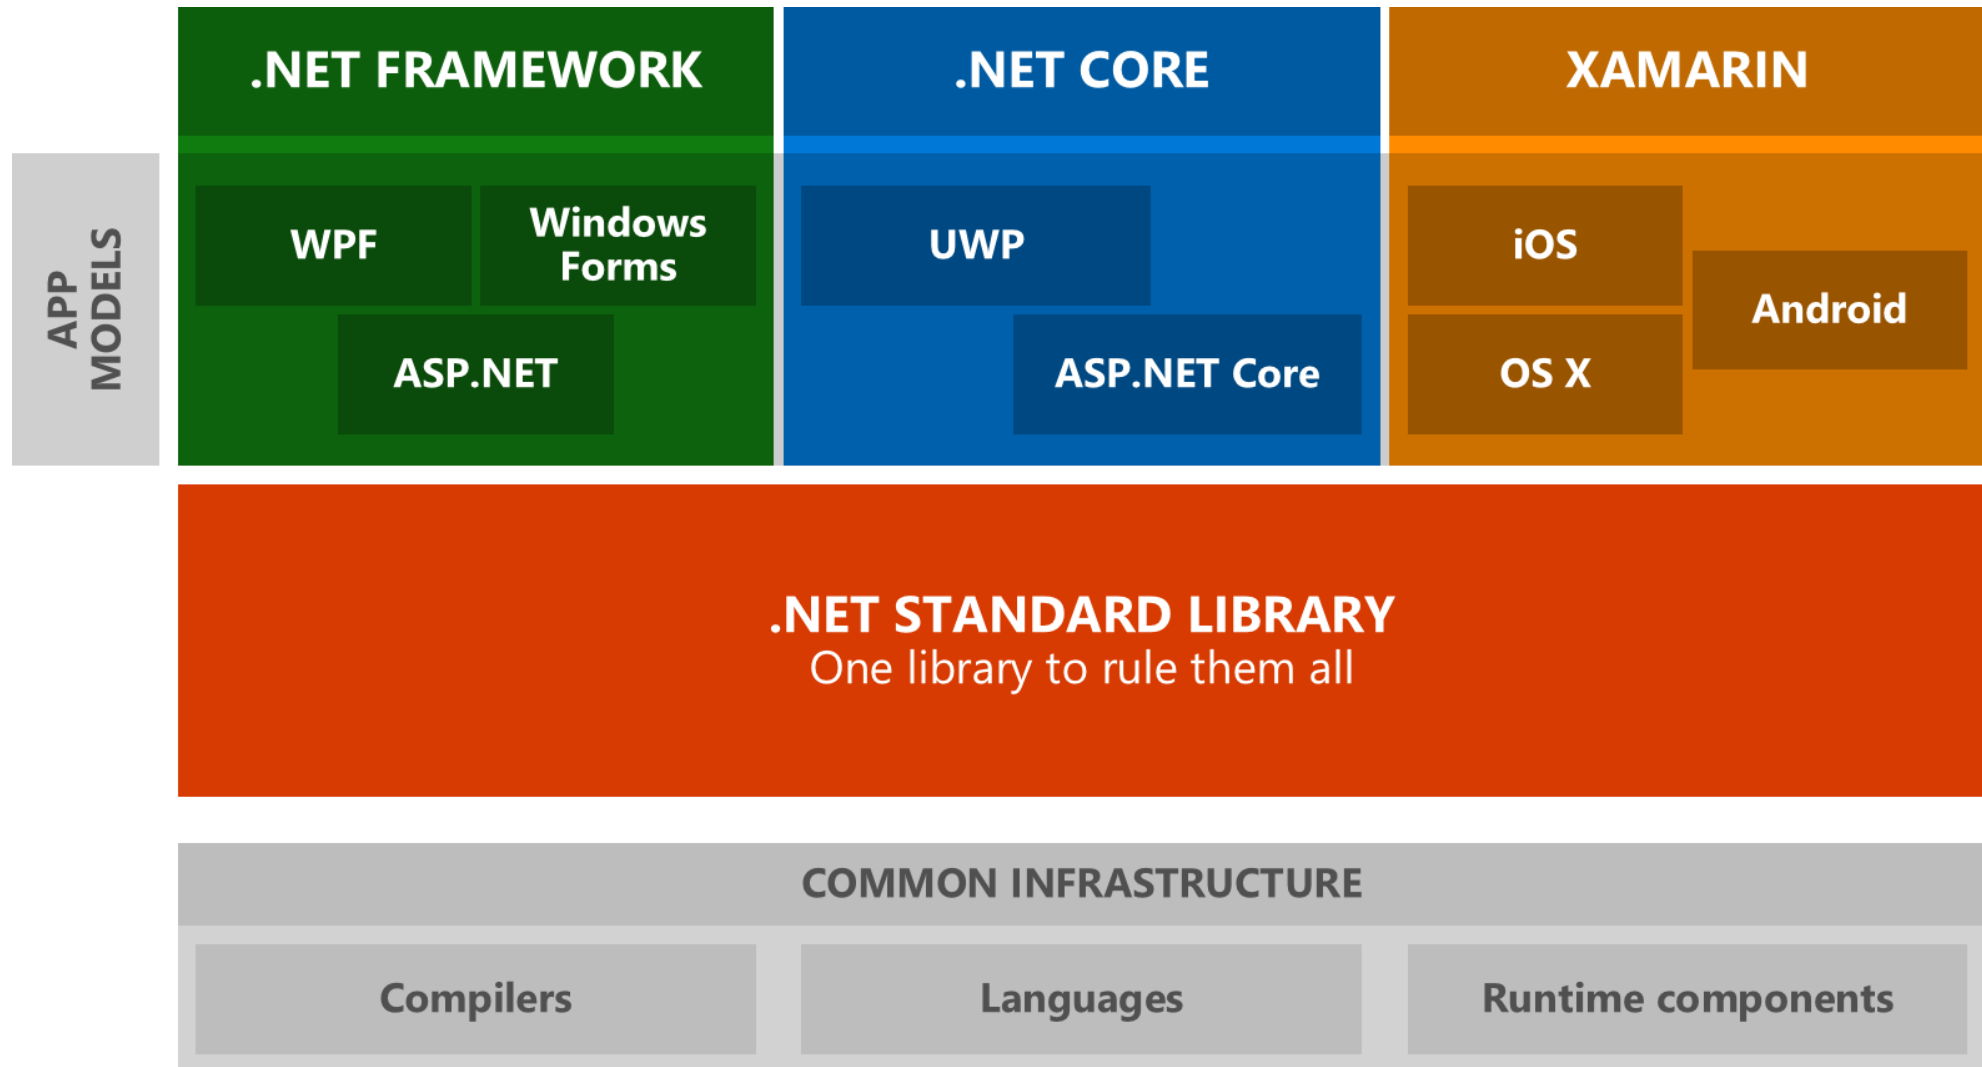 .NET FRAMEWORK
.NET CORE
XAMARIN
APP
MODELS
WPF
Windows
Forms
ASP.NET
UWP
ASP.NET Core
iOS
Android
OS X
.NET STANDARD LIBRARY
One library to rule them all
COMMON INFRASTRUCTURE
Compilers
Languages
Runtime components